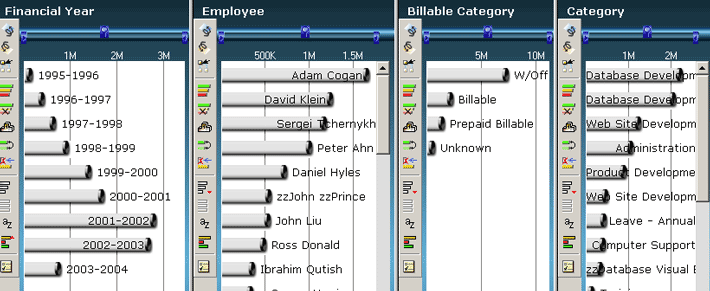 Financial Year
1M 2M 3M
1995-1996
1996-1997
1997-1998
1998-1999
1999-2000
2000-2001
2001-2002
2002-2003
2003-2004
Employee
500K 1M 1.5M
Adam Cogan
David Klein
Sergei Tchernykh
Peter Ahn
Daniel Hyles
zzJohn zzPrince
John Liu
Ross Donald
Ibrahim Qutish
Billable Category
5M 10M
W/Off
Billable
Prepaid Billable
Unknown
Category
1M 2M
Database Develop
Database Developm
Web Site Developm
Administration
Product Developme
Web Site Developm
Leave - Annual
Computer Support
zzDatabase Visual B